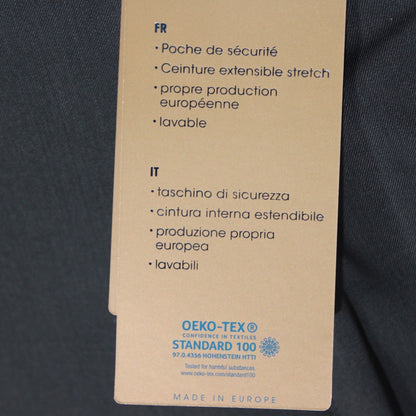 FR
• Poche de sécurité
• Ceinture extensible stretch
• propre production
européenne
• lavable
IT
• taschino di sicurezza
• cintura interna estendibile
• produzione propria
europea
• lavabili
OEKO-TEX®
CONFIDENCE IN TEXTILES
STANDARD 100
97.0.4356 HOHENSTEIN HTTI
Tested for harmful substances
www.oeko-tex.com/standard100
MADE IN EUROPE